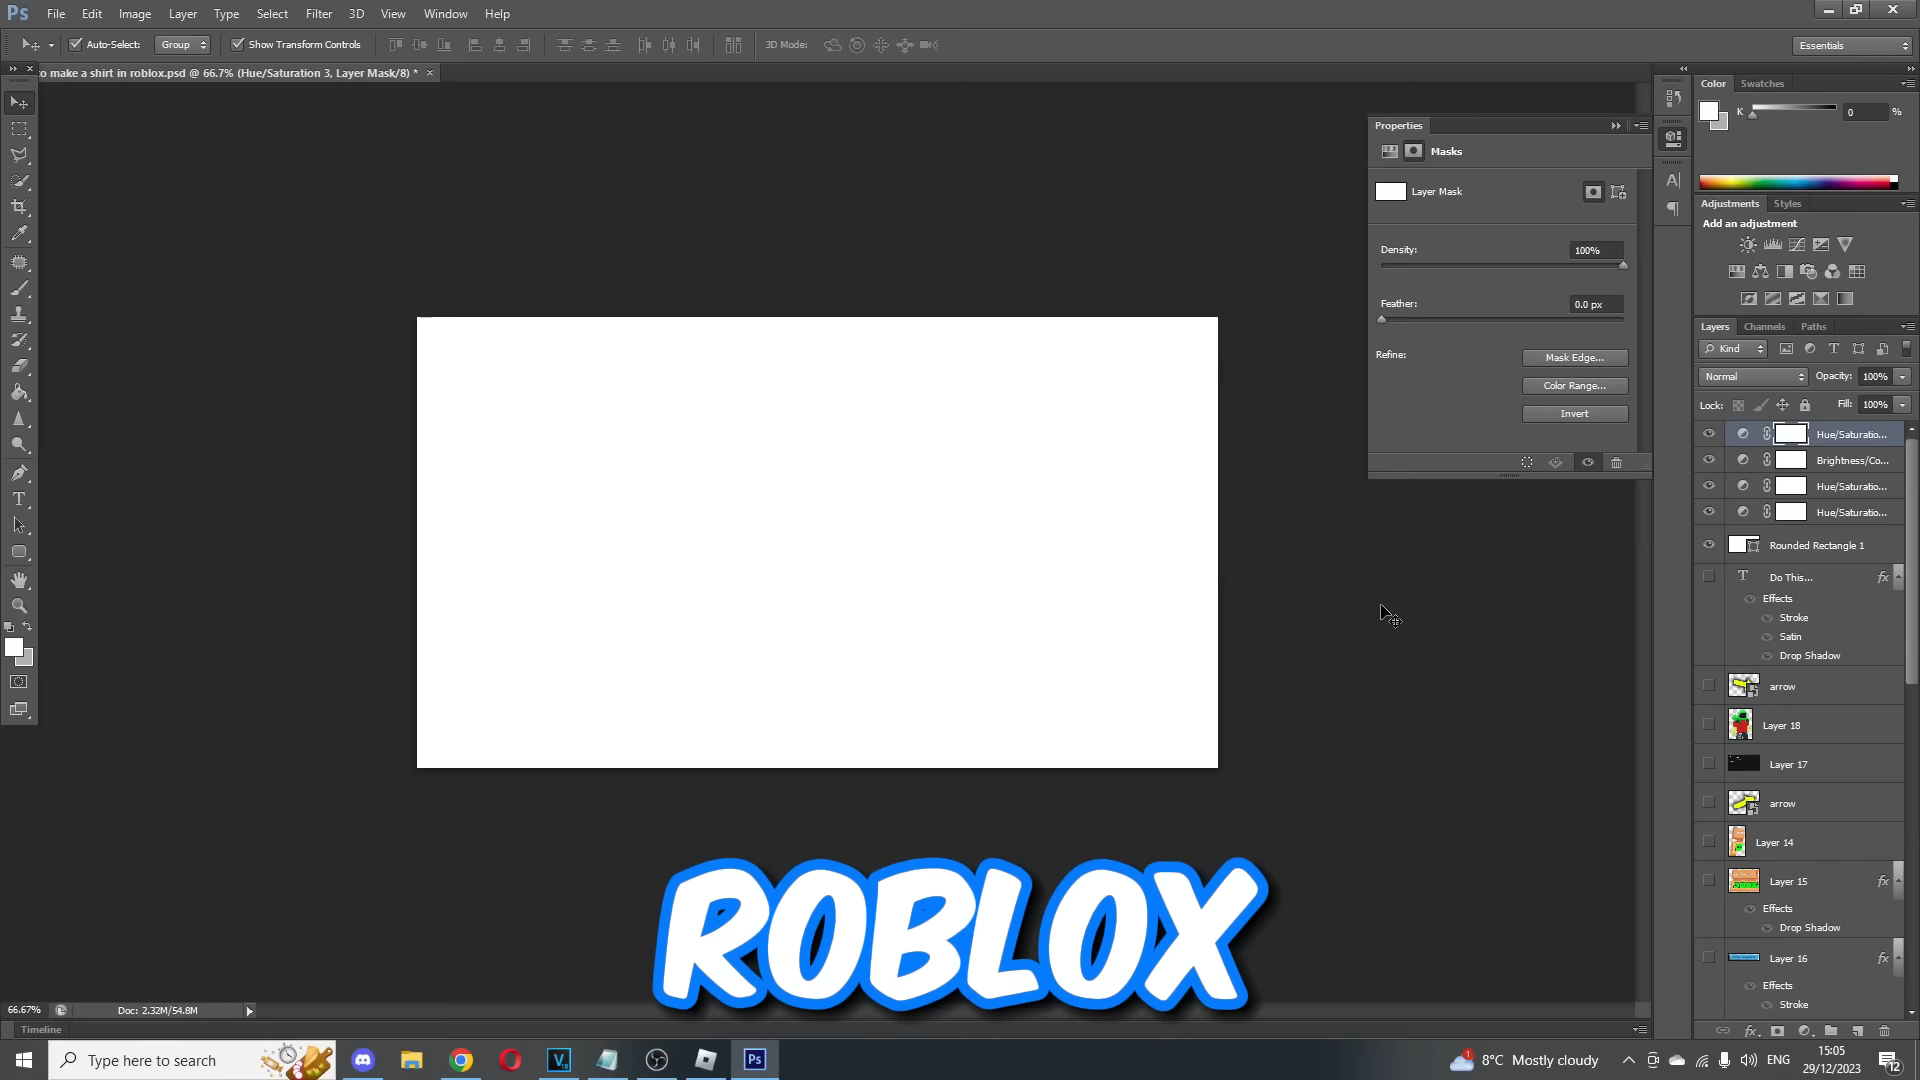 Ps File Edit Image Layer Type Select Filter 3D View Window Help
Auto-Select: Group Show Transform Controls 3D Mode: Essentials
to make a shirt in roblox.psd @ 66.7% (Hue/Saturation 3, Layer Mask/8) * ×
Color Swatches
K 0 %
Properties
Masks
Layer Mask
Density: 100%
Feather: 0.0 px
Refine: Mask Edge...
Color Range...
Invert
Adjustments Styles
Add an adjustment
Layers Channels Paths
Kind
Normal Opacity: 100%
Lock: Fill: 100%
Hue/Saturatio...
Brightness/Co...
Hue/Saturatio...
Hue/Saturatio...
Rounded Rectangle 1
T Do This... fx
Effects
Stroke
Satin
Drop Shadow
arrow
Layer 18
Layer 17
arrow
Layer 14
Layer 15 fx
Effects
Drop Shadow
Layer 16 fx
Effects
Stroke
ROBLOX
66.67% Doc: 2.32M/54.8M
Timeline
Type here to search
8°C Mostly cloudy
ENG
15:05
29/12/2023
12